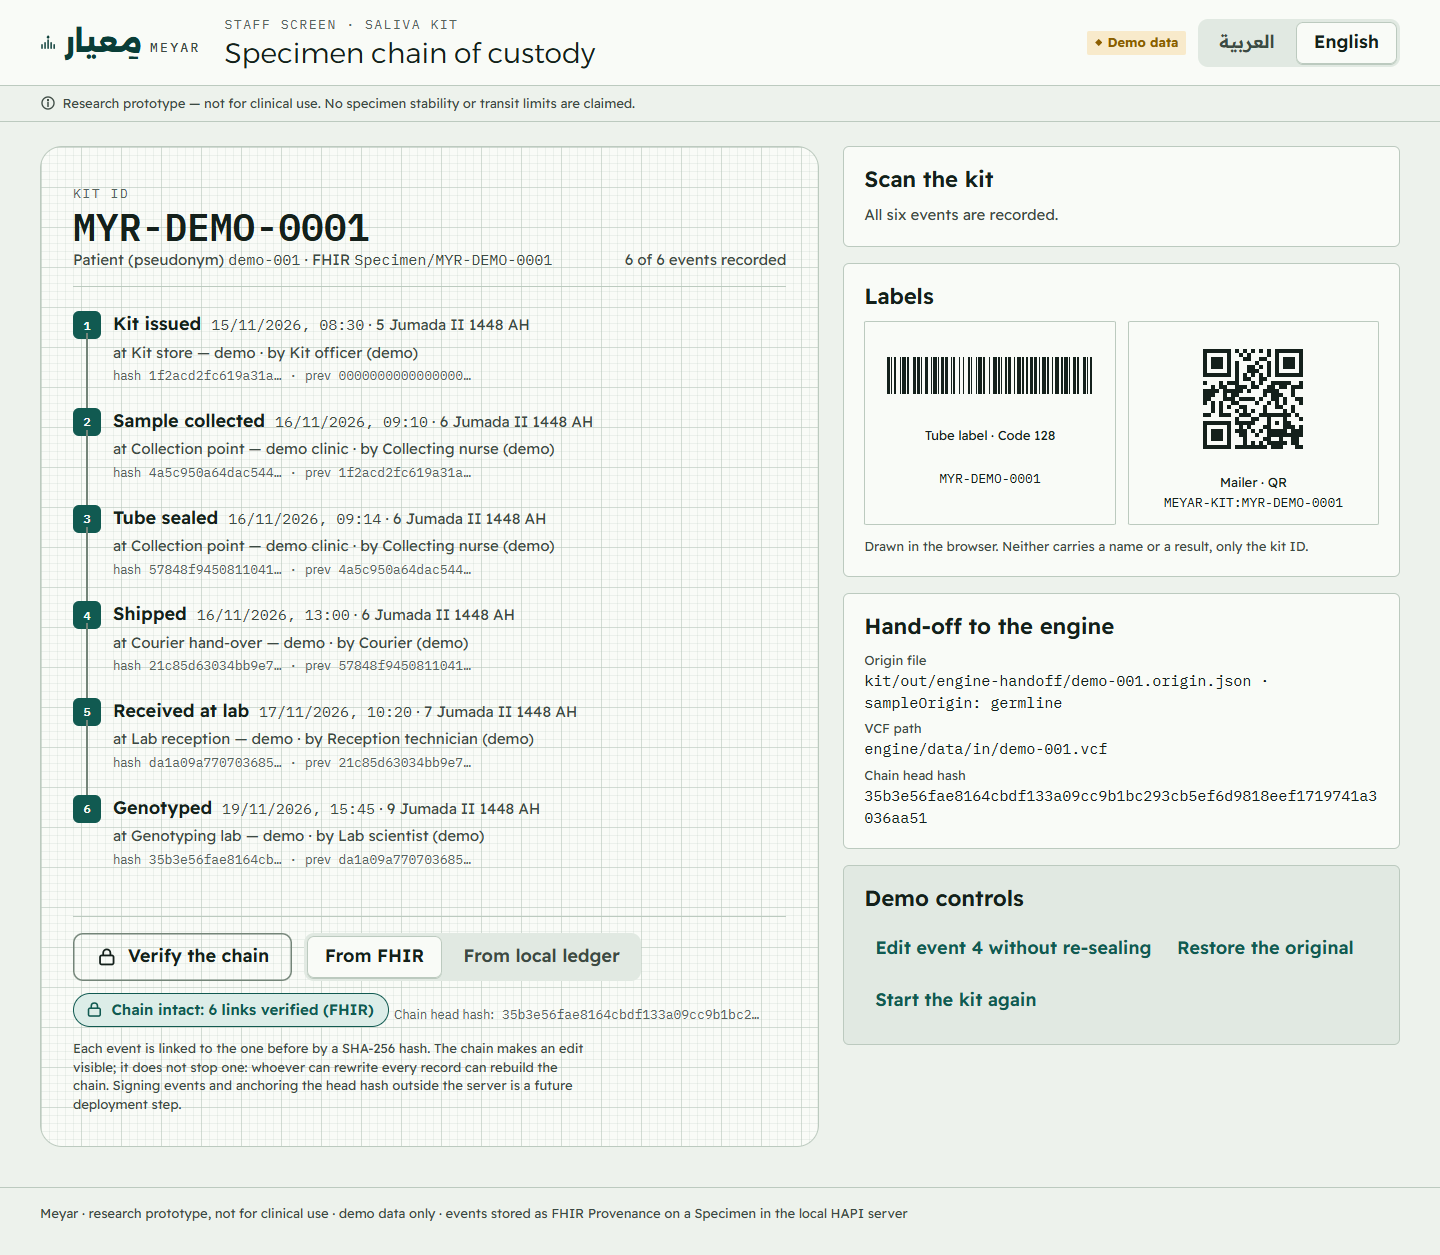 مِعيار MEYAR
STAFF SCREEN · SALIVA KIT
Specimen chain of custody
Demo data
العربية
English
Research prototype — not for clinical use. No specimen stability or transit limits are claimed.
KIT ID
MYR-DEMO-0001
Patient (pseudonym) demo-001 · FHIR Specimen/MYR-DEMO-0001
6 of 6 events recorded
1
Kit issued 15/11/2026, 08:30 · 5 Jumada II 1448 AH
at Kit store — demo · by Kit officer (demo)
hash 1f2acd2fc619a31a… · prev 0000000000000000…
2
Sample collected 16/11/2026, 09:10 · 6 Jumada II 1448 AH
at Collection point — demo clinic · by Collecting nurse (demo)
hash 4a5c950a64dac544… · prev 1f2acd2fc619a31a…
3
Tube sealed 16/11/2026, 09:14 · 6 Jumada II 1448 AH
at Collection point — demo clinic · by Collecting nurse (demo)
hash 57848f9450811041… · prev 4a5c950a64dac544…
4
Shipped 16/11/2026, 13:00 · 6 Jumada II 1448 AH
at Courier hand-over — demo · by Courier (demo)
hash 21c85d63034bb9e7… · prev 57848f9450811041…
5
Received at lab 17/11/2026, 10:20 · 7 Jumada II 1448 AH
at Lab reception — demo · by Reception technician (demo)
hash da1a09a770703685… · prev 21c85d63034bb9e7…
6
Genotyped 19/11/2026, 15:45 · 9 Jumada II 1448 AH
at Genotyping lab — demo · by Lab scientist (demo)
hash 35b3e56fae8164cb… · prev da1a09a770703685…
Verify the chain
From FHIR
From local ledger
Chain intact: 6 links verified (FHIR)
Chain head hash: 35b3e56fae8164cbdf133a09cc9b1bc2…
Each event is linked to the one before by a SHA-256 hash. The chain makes an edit
visible; it does not stop one: whoever can rewrite every record can rebuild the
chain. Signing events and anchoring the head hash outside the server is a future
deployment step.
Scan the kit
All six events are recorded.
Labels
Tube label · Code 128
MYR-DEMO-0001
Mailer · QR
MEYAR-KIT:MYR-DEMO-0001
Drawn in the browser. Neither carries a name or a result, only the kit ID.
Hand-off to the engine
Origin file
kit/out/engine-handoff/demo-001.origin.json ·
sampleOrigin: germline
VCF path
engine/data/in/demo-001.vcf
Chain head hash
35b3e56fae8164cbdf133a09cc9b1bc293cb5ef6d9818eef1719741a3
036aa51
Demo controls
Edit event 4 without re-sealing
Restore the original
Start the kit again
Meyar · research prototype, not for clinical use · demo data only · events stored as FHIR Provenance on a Specimen in the local HAPI server